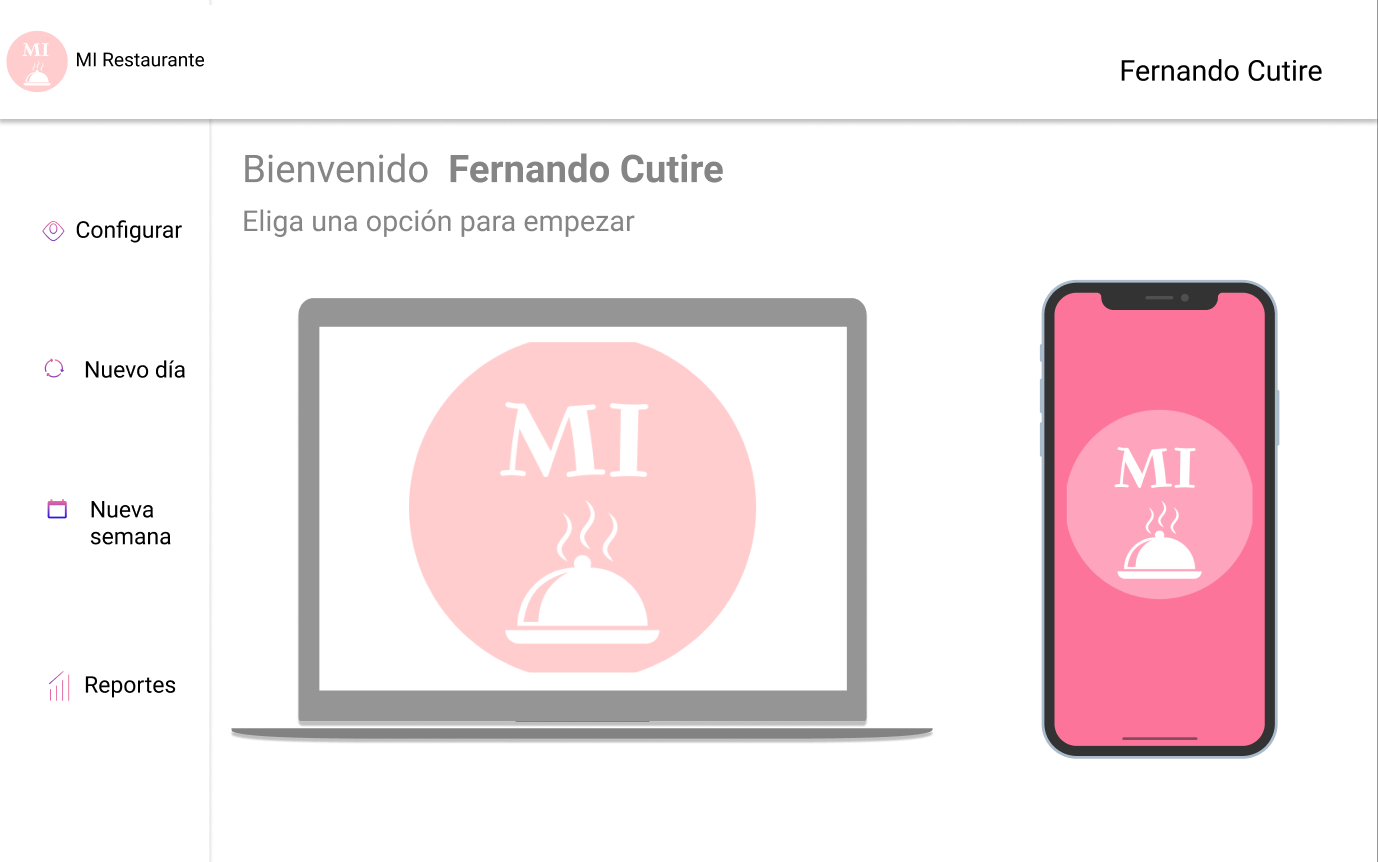 MI
MI Restaurante
Fernando Cutire
Bienvenido Fernando Cutire
Eliga una opción para empezar
Configurar
Nuevo día
Nueva
semana
Reportes
MI
MI